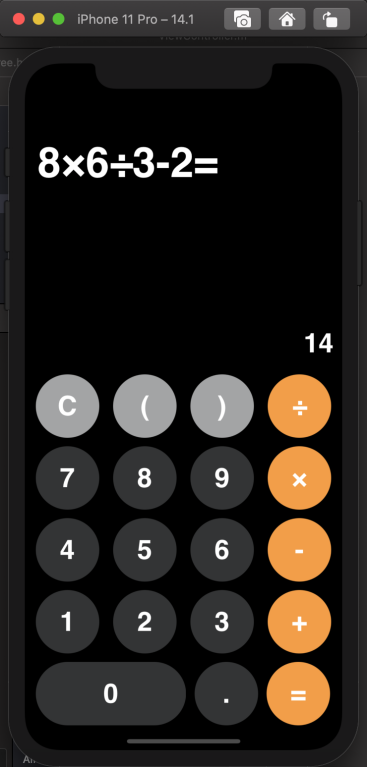 iPhone 11 Pro – 14.1
8×6÷3-2=
14
C ( ) ÷
7 8 9 ×
4 5 6 -
1 2 3 +
0 . =